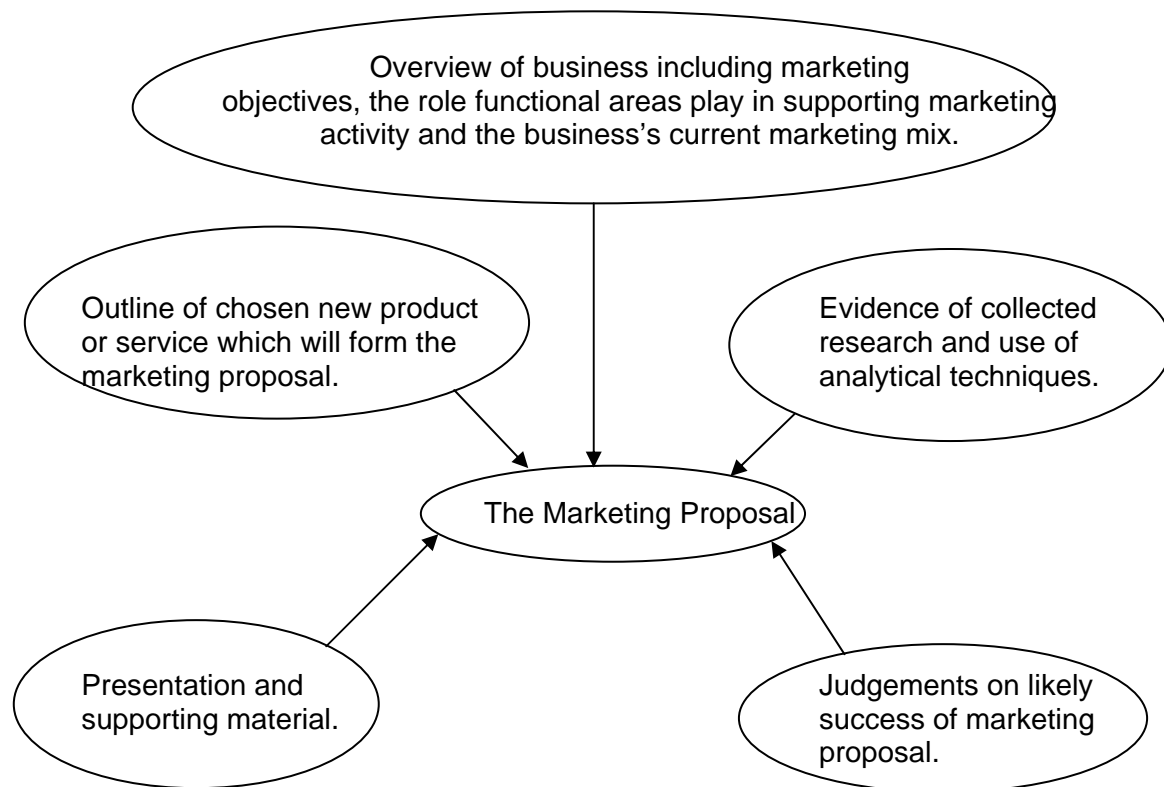 Overview of business including marketing
objectives, the role functional areas play in supporting marketing
activity and the business’s current marketing mix.
Outline of chosen new product
or service which will form the
marketing proposal.
Evidence of collected
research and use of
analytical techniques.
The Marketing Proposal
Presentation and
supporting material.
Judgements on likely
success of marketing
proposal.